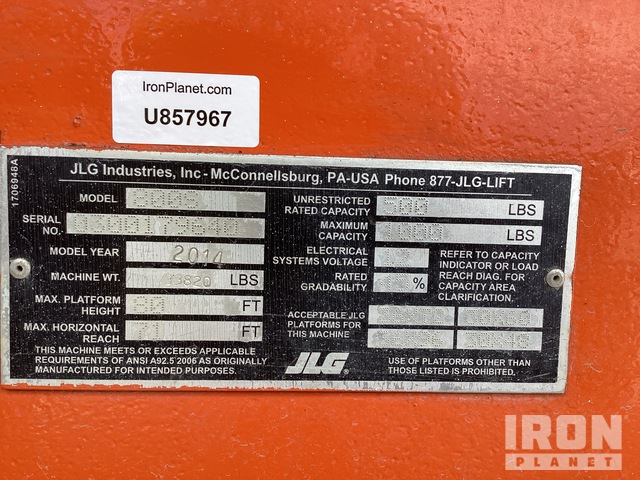 IronPlanet.com
U857967
1706948A
JLG Industries, Inc - McConnellsburg, PA-USA Phone 877-JLG-LIFT
MODEL
SERIAL NO.
MODEL YEAR 2014
MACHINE WT. LBS
MAX. PLATFORM HEIGHT FT
MAX. HORIZONTAL REACH FT
THIS MACHINE MEETS OR EXCEEDS APPLICABLE
REQUIREMENTS OF ANSI A92.5 2006 AS ORIGINALLY
MANUFACTURED FOR INTENDED PURPOSES.
UNRESTRICTED
RATED CAPACITY 500 LBS
MAXIMUM
CAPACITY 1000 LBS
ELECTRICAL
SYSTEMS VOLTAGE
RATED
GRADABILITY %
REFER TO CAPACITY
INDICATOR OR LOAD
REACH DIAG. FOR
CAPACITY AREA
CLARIFICATION.
ACCEPTABLE JLG
PLATFORMS FOR
THIS MACHINE
JLG
USE OF PLATFORMS OTHER THAN
THOSE LISTED IS PROHIBITED.
IRON
PLANET